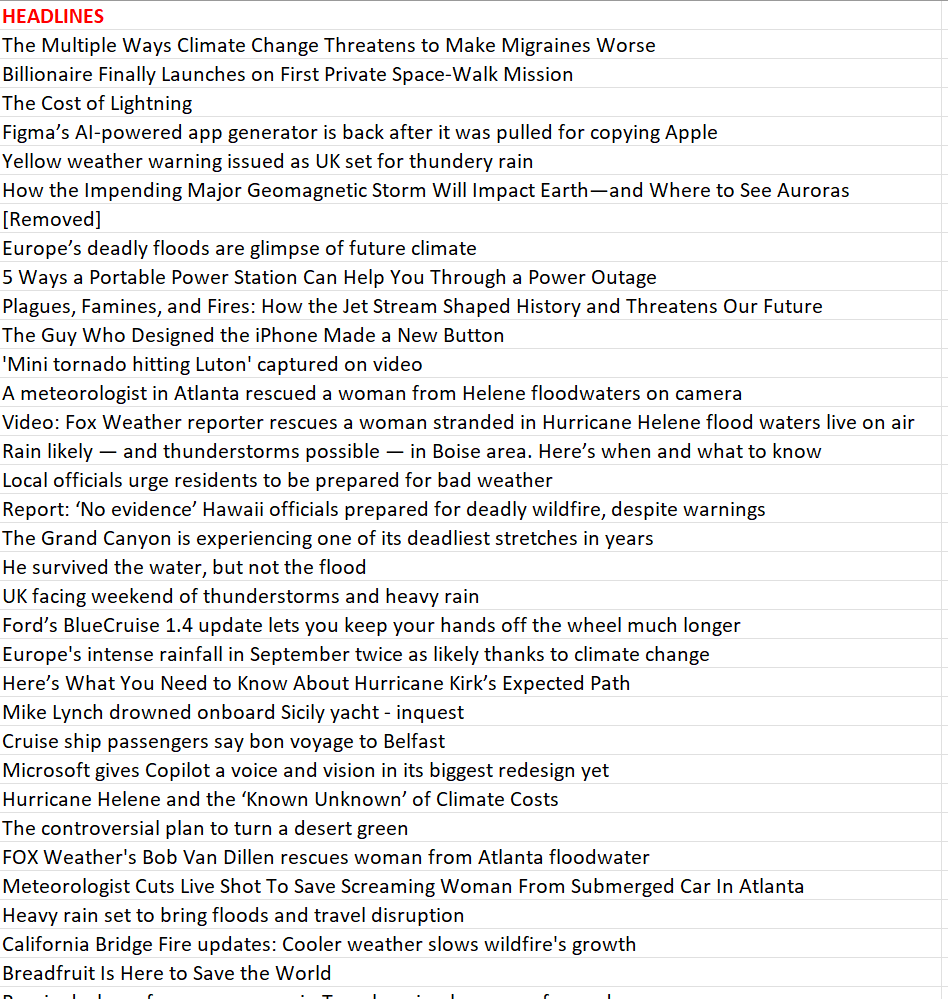 HEADLINES
The Multiple Ways Climate Change Threatens to Make Migraines Worse
Billionaire Finally Launches on First Private Space-Walk Mission
The Cost of Lightning
Figma’s AI-powered app generator is back after it was pulled for copying Apple
Yellow weather warning issued as UK set for thundery rain
How the Impending Major Geomagnetic Storm Will Impact Earth—and Where to See Auroras
[Removed]
Europe’s deadly floods are glimpse of future climate
5 Ways a Portable Power Station Can Help You Through a Power Outage
Plagues, Famines, and Fires: How the Jet Stream Shaped History and Threatens Our Future
The Guy Who Designed the iPhone Made a New Button
'Mini tornado hitting Luton' captured on video
A meteorologist in Atlanta rescued a woman from Helene floodwaters on camera
Video: Fox Weather reporter rescues a woman stranded in Hurricane Helene flood waters live on air
Rain likely — and thunderstorms possible — in Boise area. Here’s when and what to know
Local officials urge residents to be prepared for bad weather
Report: ‘No evidence’ Hawaii officials prepared for deadly wildfire, despite warnings
The Grand Canyon is experiencing one of its deadliest stretches in years
He survived the water, but not the flood
UK facing weekend of thunderstorms and heavy rain
Ford’s BlueCruise 1.4 update lets you keep your hands off the wheel much longer
Europe's intense rainfall in September twice as likely thanks to climate change
Here’s What You Need to Know About Hurricane Kirk’s Expected Path
Mike Lynch drowned onboard Sicily yacht - inquest
Cruise ship passengers say bon voyage to Belfast
Microsoft gives Copilot a voice and vision in its biggest redesign yet
Hurricane Helene and the ‘Known Unknown’ of Climate Costs
The controversial plan to turn a desert green
FOX Weather's Bob Van Dillen rescues woman from Atlanta floodwater
Meteorologist Cuts Live Shot To Save Screaming Woman From Submerged Car In Atlanta
Heavy rain set to bring floods and travel disruption
California Bridge Fire updates: Cooler weather slows wildfire's growth
Breadfruit Is Here to Save the World